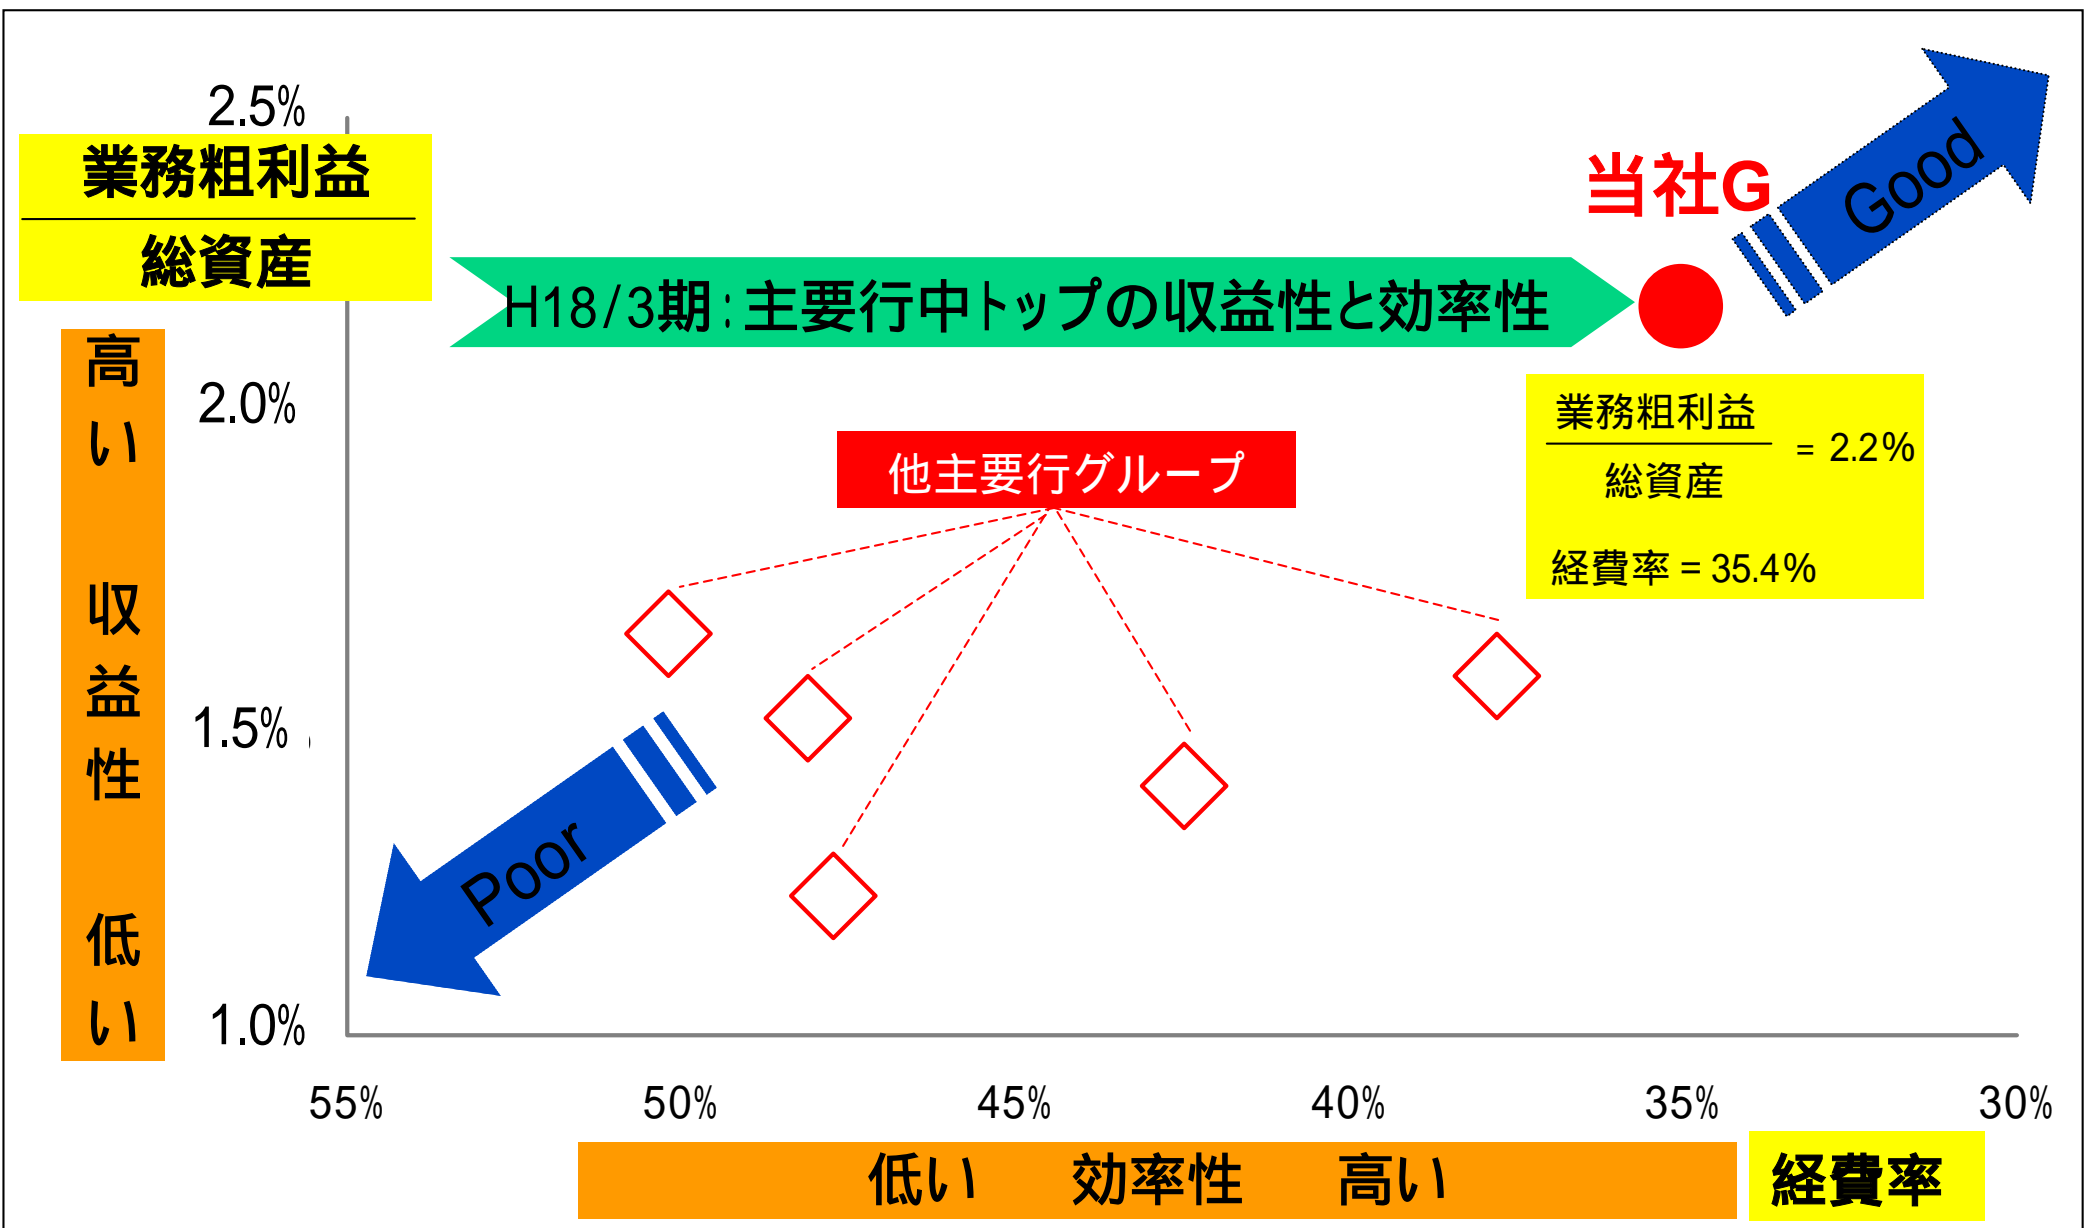 2.5%
業務粗利益
総資産
当社G
Good
H18/3期:主要行中トップの収益性と効率性
高い 収益性 低い
2.0%
他主要行グループ
業務粗利益
総資産
= 2.2%
経費率 = 35.4%
1.5%
Poor
1.0%
55% 50% 45% 40% 35% 30%
低い 効率性 高い
経費率